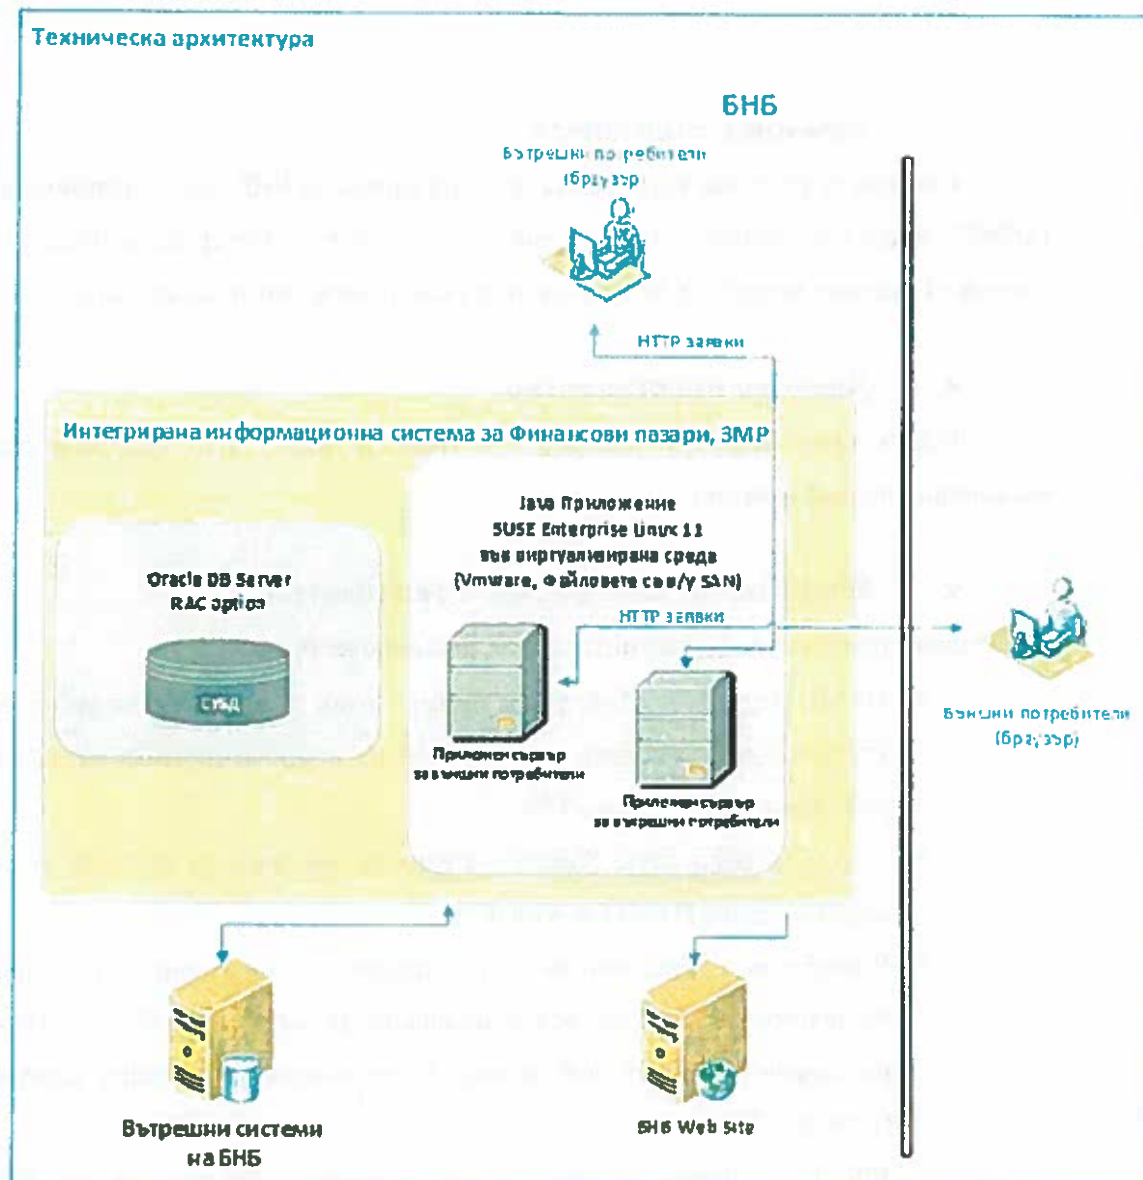 Техническа архитектура
БНБ
Вътрешни потребители
(браузър)
HTTP заявки
Интегрирана информационна система за Финансови пазари, ЗМР
Java Приложение
SUSE Enterprise Linux 11
във виртуализирана среда
(Vmware, Файловете са в/у SAN)
Oracle DB Server
RAC option
HTTP заявки
СУБД
Приложен сървър
за външни потребители
Приложен сървър
за вътрешни потребители
Външни потребители
(браузър)
Вътрешни системи
на БНБ
БНБ Web Site